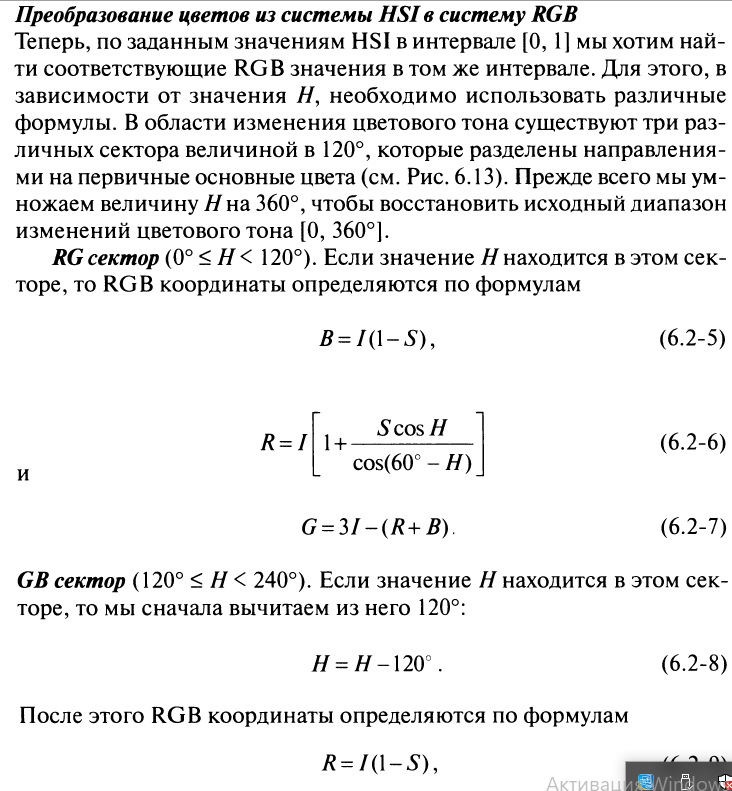 Преобразование цветов из системы HSI в систему RGB
Теперь, по заданным значениям HSI в интервале [0, 1] мы хотим най-
ти соответствующие RGB значения в том же интервале. Для этого, в
зависимости от значения H, необходимо использовать различные
формулы. В области изменения цветового тона существуют три раз-
личных сектора величиной в 120°, которые разделены направления-
ми на первичные основные цвета (см. Рис. 6.13). Прежде всего мы ум-
ножаем величину H на 360°, чтобы восстановить исходный диапазон
изменений цветового тона [0, 360°].
RG сектор (0° ≤ H < 120°). Если значение H находится в этом сек-
торе, то RGB координаты определяются по формулам
B = I(1 – S), (6.2-5)
R = I[1 + S cos H / cos(60° – H)] (6.2-6)
и
G = 3I – (R + B). (6.2-7)
GB сектор (120° ≤ H < 240°). Если значение H находится в этом сек-
торе, то мы сначала вычитаем из него 120°:
H = H – 120° . (6.2-8)
После этого RGB координаты определяются по формулам
R = I(1 – S),
Активация Windows